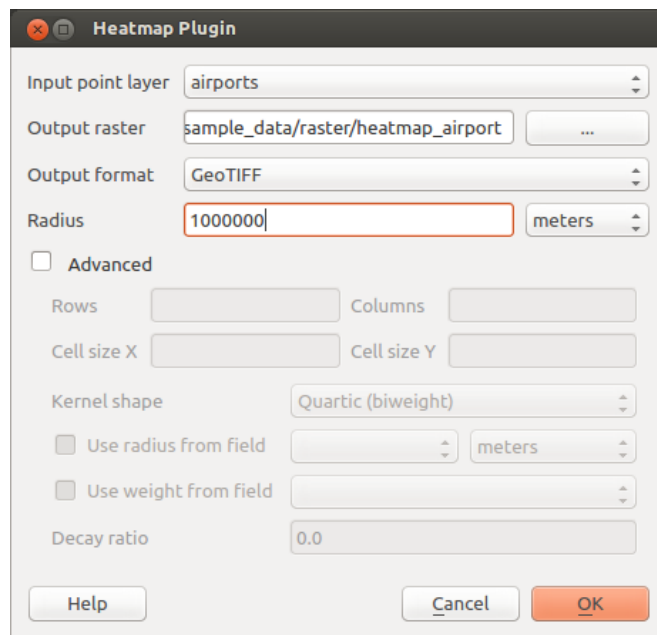 Heatmap Plugin
Input point layer airports
Output raster sample_data/raster/heatmap_airport ...
Output format GeoTIFF
Radius 1000000 meters
Advanced
Rows Columns
Cell size X Cell size Y
Kernel shape Quartic (biweight)
Use radius from field meters
Use weight from field
Decay ratio 0.0
Help Cancel OK